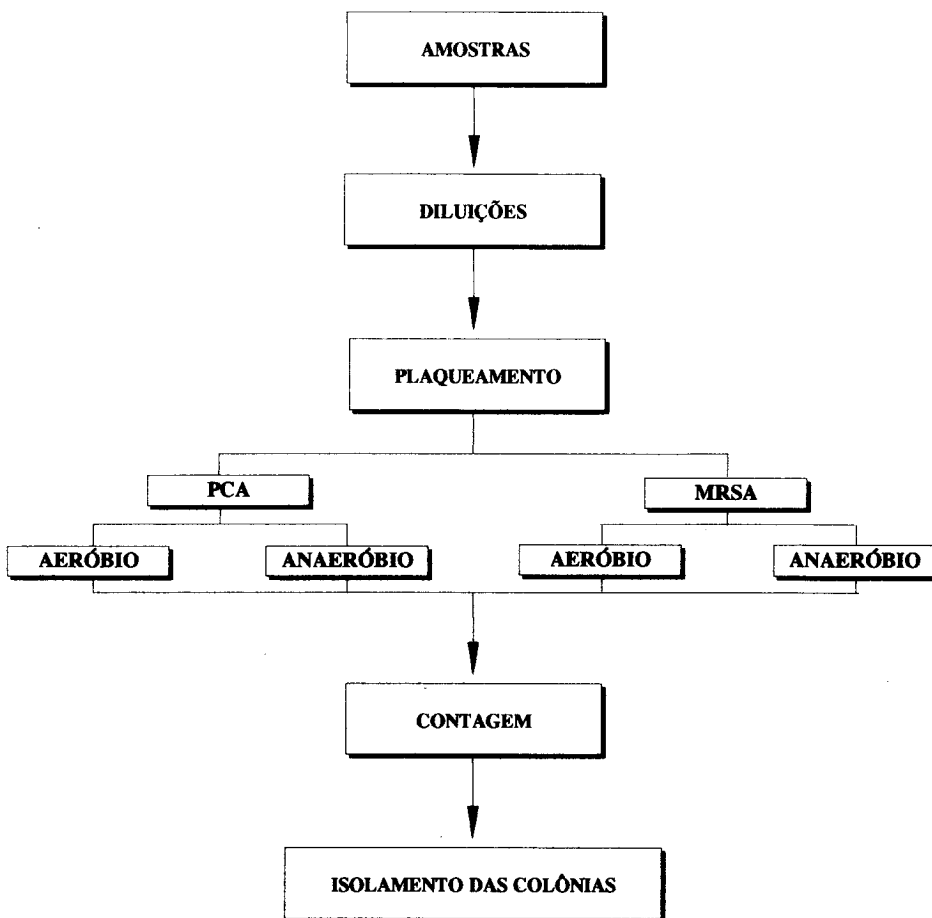 AMOSTRAS
DILUIÇÕES
PLAQUEAMENTO
PCA
MRSA
AERÓBIO
ANAERÓBIO
AERÓBIO
ANAERÓBIO
CONTAGEM
ISOLAMENTO DAS COLÔNIAS